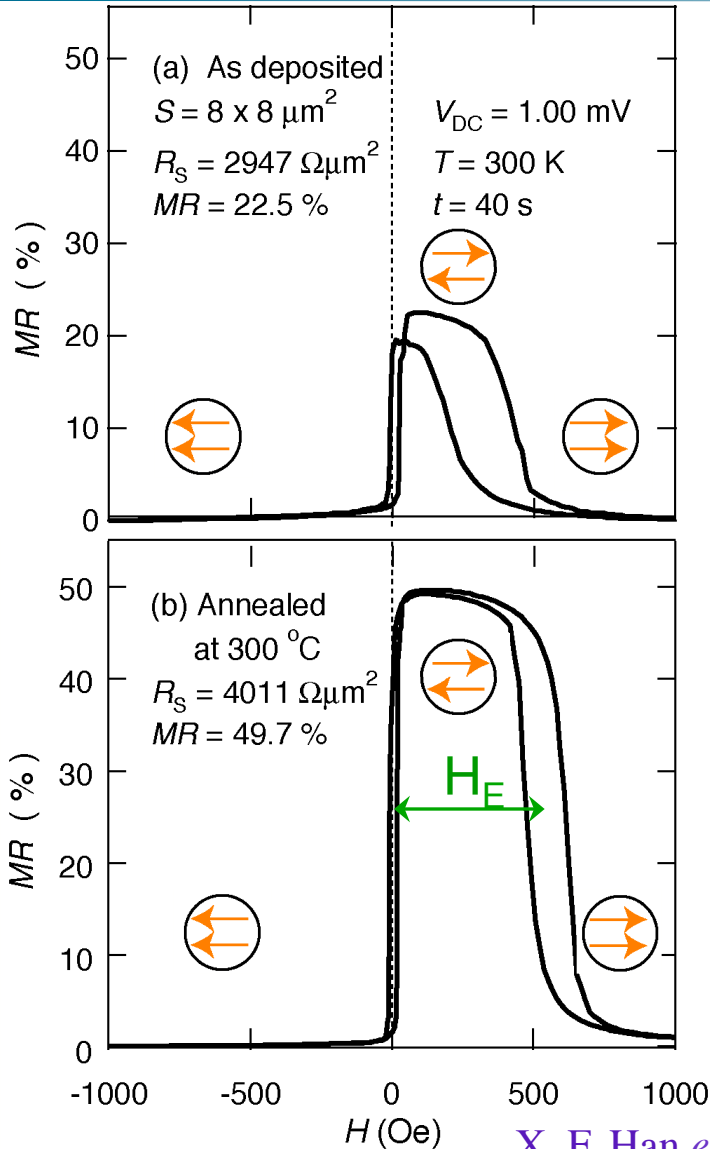 50
40
30
20
10
0
MR ( % )
(a) As deposited
S = 8 x 8 μm²
R_S = 2947 Ωμm²
MR = 22.5 %
V_DC = 1.00 mV
T = 300 K
t = 40 s
50
40
30
20
10
0
MR ( % )
(b) Annealed
at 300 °C
R_S = 4011 Ωμm²
MR = 49.7 %
H_E
-1000
-500
0
500
1000
H (Oe)
X. F. Han